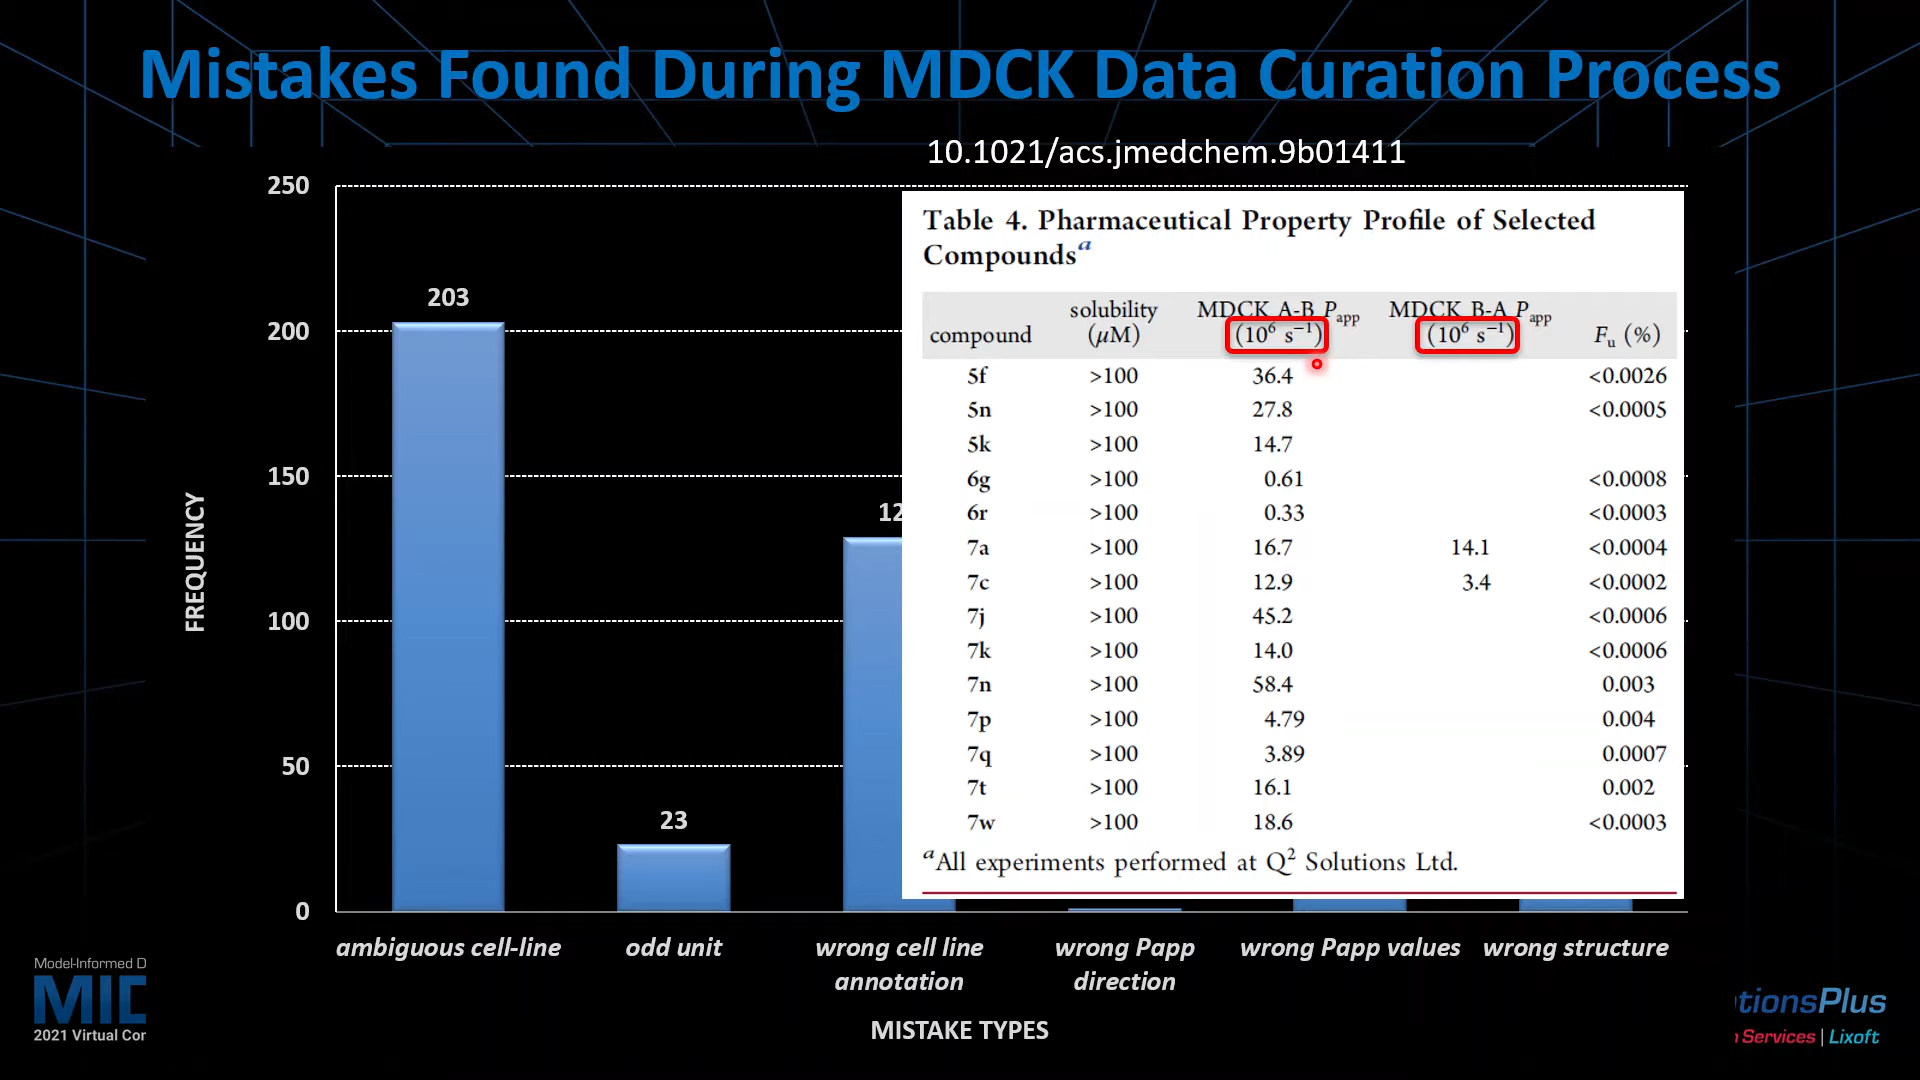 Mistakes Found During MDCK Data Curation Process
10.1021/acs.jmedchem.9b01411
Table 4. Pharmaceutical Property Profile of Selected
Compoundsᵃ
compound solubility (μM) MDCK A-B Papp (10⁶ s⁻¹) MDCK B-A Papp (10⁶ s⁻¹) Fu (%)
5f >100 36.4 <0.0026
5n >100 27.8 <0.0005
5k >100 14.7
6g >100 0.61 <0.0008
6r >100 0.33 <0.0003
7a >100 16.7 14.1 <0.0004
7c >100 12.9 3.4 <0.0002
7j >100 45.2 <0.0006
7k >100 14.0 <0.0006
7n >100 58.4 0.003
7p >100 4.79 0.004
7q >100 3.89 0.0007
7t >100 16.1 0.002
7w >100 18.6 <0.0003
ᵃAll experiments performed at Q² Solutions Ltd.
FREQUENCY
250
200
150
100
50
0
203
23
12
ambiguous cell-line
odd unit
wrong cell line
annotation
wrong Papp
direction
wrong Papp values
wrong structure
MISTAKE TYPES
Model-Informed D
MID
2021 Virtual Cor
tionsPlus
Services | Lixoft